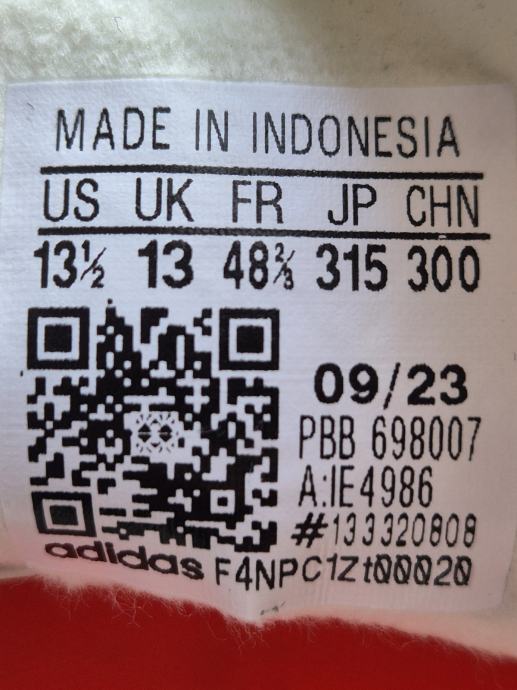 MADE IN INDONESIA
US UK FR JP CHN
13½ 13 48⅔ 315 300
09/23
PBB 698007
A:IE4986
#133320808
adidas F4NPC1Zt00020